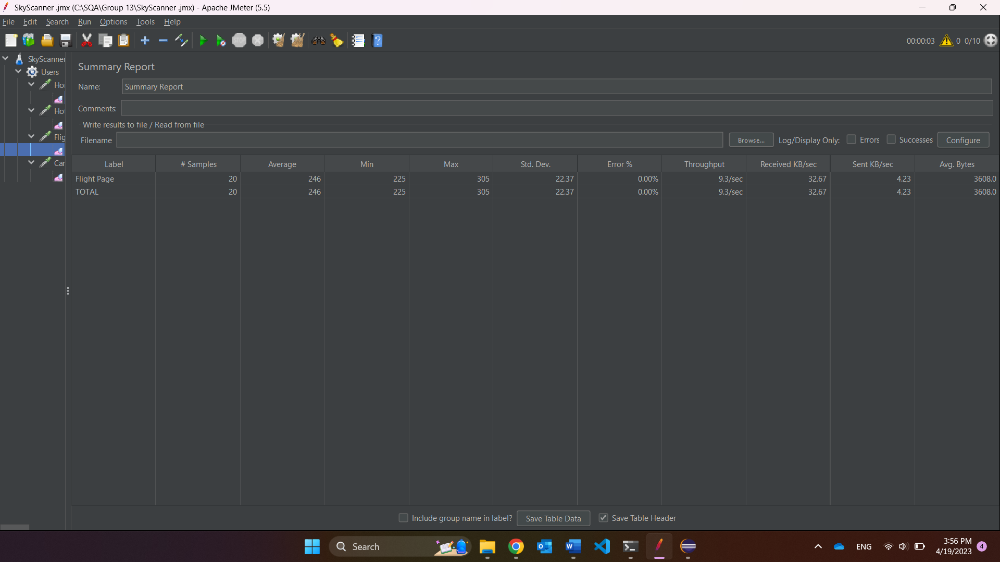 SkyScanner .jmx (C:\SQA\Group 13\SkyScanner .jmx) - Apache JMeter (5.5)
File Edit Search Run Options Tools Help
STOP
00:00:03 0 0/10
SkyScanner
Users
Summary Report
Name: Summary Report
Comments:
Write results to file / Read from file
Filename Browse... Log/Display Only: Errors Successes Configure
Label # Samples Average Min Max Std. Dev. Error % Throughput Received KB/sec Sent KB/sec Avg. Bytes
Flight Page 20 246 225 305 22.37 0.00% 9.3/sec 32.67 4.23 3608.0
TOTAL 20 246 225 305 22.37 0.00% 9.3/sec 32.67 4.23 3608.0
Hot
Flig
Car
Include group name in label? Save Table Data Save Table Header
Search
ENG
3:56 PM
4/19/2023
4